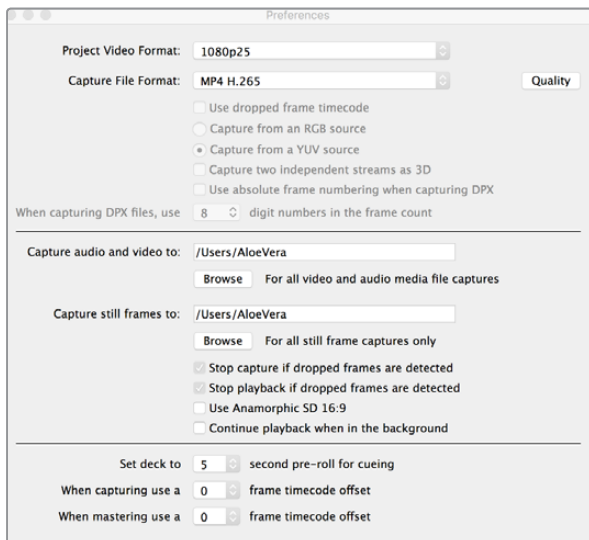 Preferences
Project Video Format: 1080p25
Capture File Format: MP4 H.265 Quality
Use dropped frame timecode
Capture from an RGB source
Capture from a YUV source
Capture two independent streams as 3D
Use absolute frame numbering when capturing DPX
When capturing DPX files, use 8 digit numbers in the frame count
Capture audio and video to: /Users/AloeVera
Browse For all video and audio media file captures
Capture still frames to: /Users/AloeVera
Browse For all still frame captures only
Stop capture if dropped frames are detected
Stop playback if dropped frames are detected
Use Anamorphic SD 16:9
Continue playback when in the background
Set deck to 5 second pre-roll for cueing
When capturing use a 0 frame timecode offset
When mastering use a 0 frame timecode offset